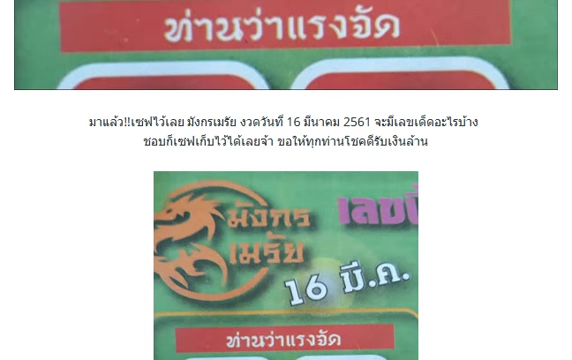 ท่านว่าแรงจัด
มาแล้ว!!เซฟไว้เลย มังกรเมรัย งวดวันที่ 16 มีนาคม 2561 จะมีเลขเด็ดอะไรบ้าง
ชอบก็เซฟเก็บไว้ได้เลยจ้า ขอให้ทุกท่านโชคดีรับเงินล้าน
มังกร
เมรัย
16 มี.ค.
ท่านว่าแรงจัด